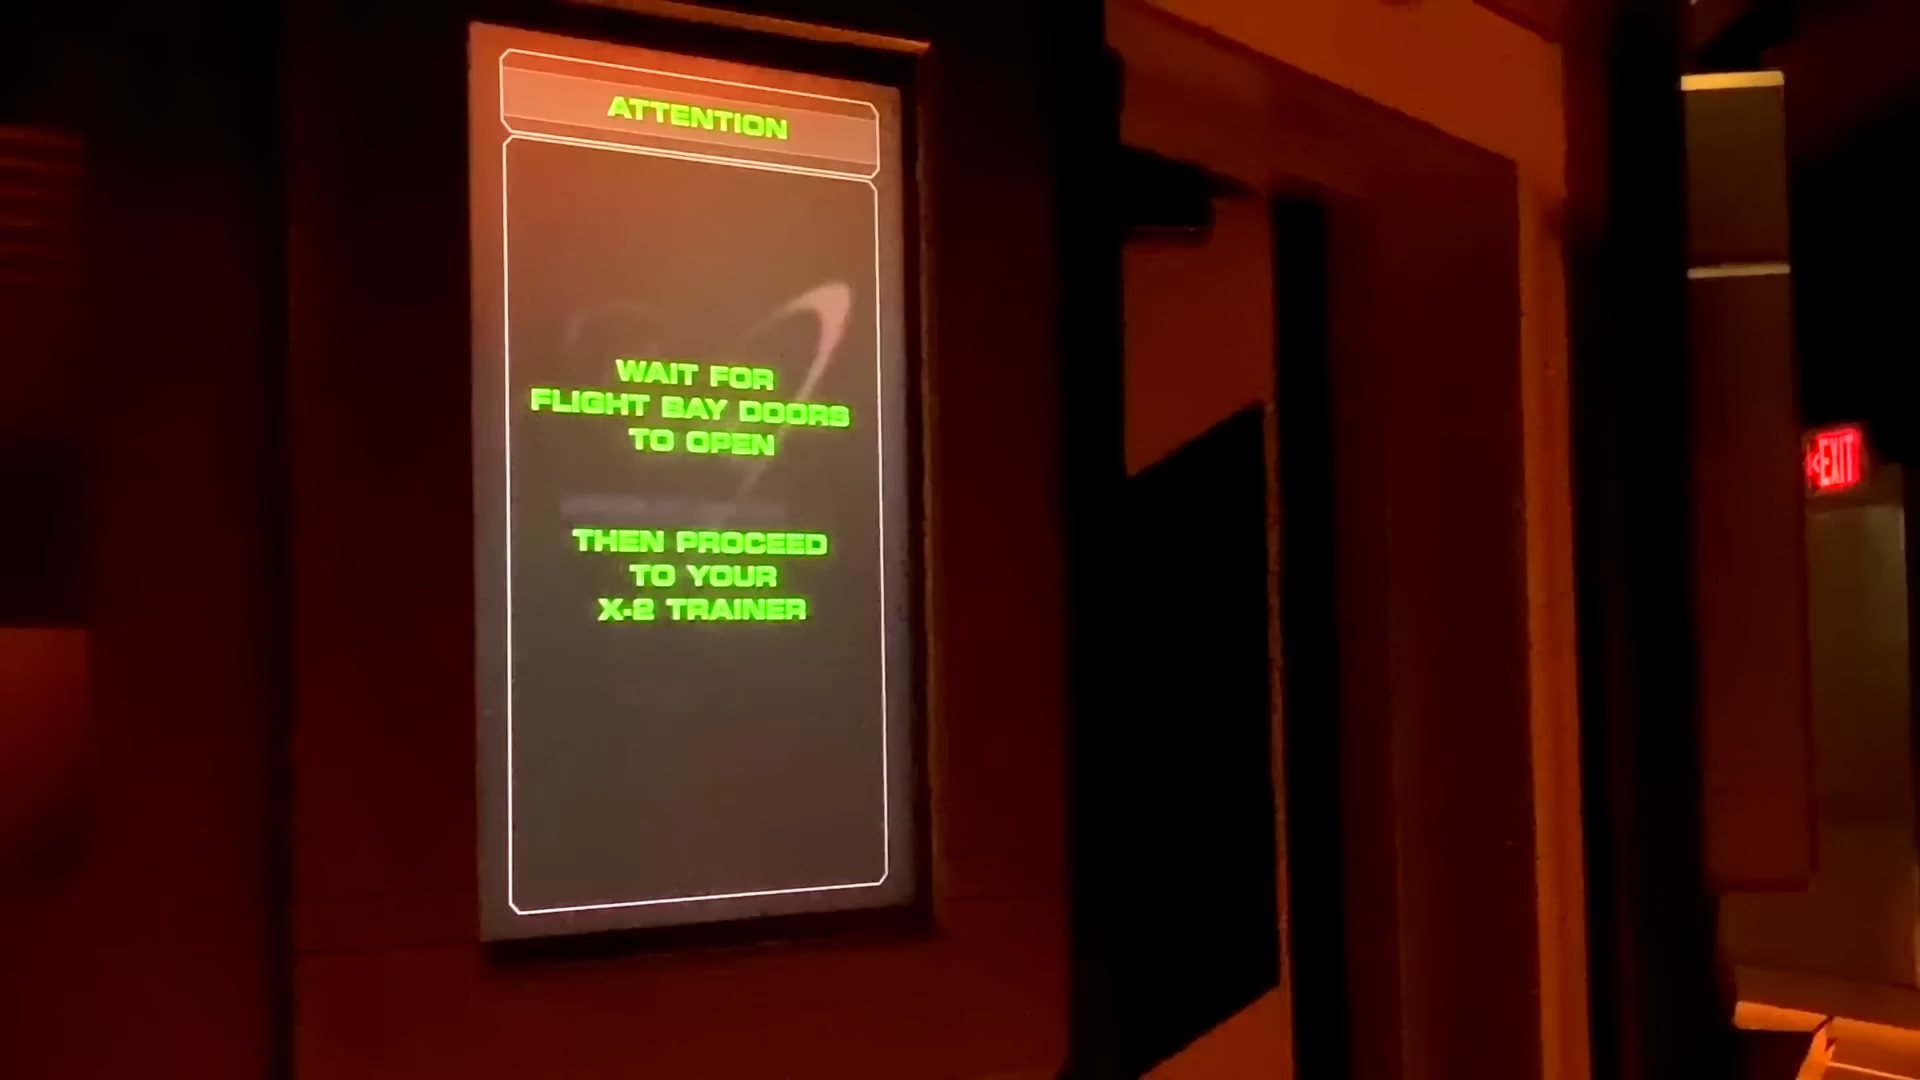 ATTENTION
WAIT FOR
FLIGHT BAY DOORS
TO OPEN
THEN PROCEED
TO YOUR
X-2 TRAINER
<EXIT